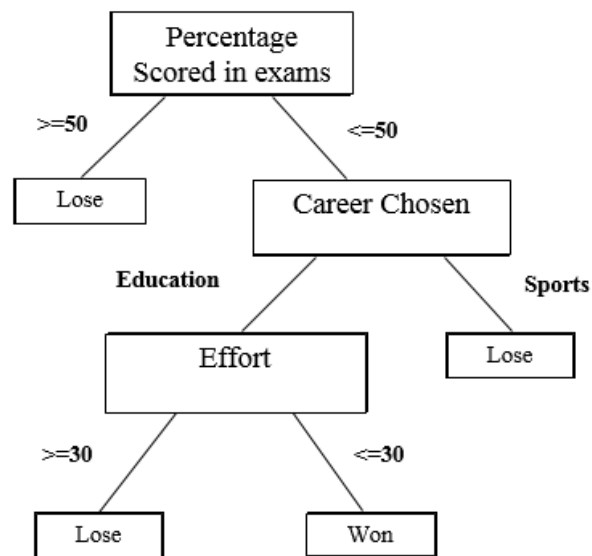 Percentage
Scored in exams
>=50
<=50
Lose
Career Chosen
Education
Sports
Effort
Lose
>=30
<=30
Lose
Won